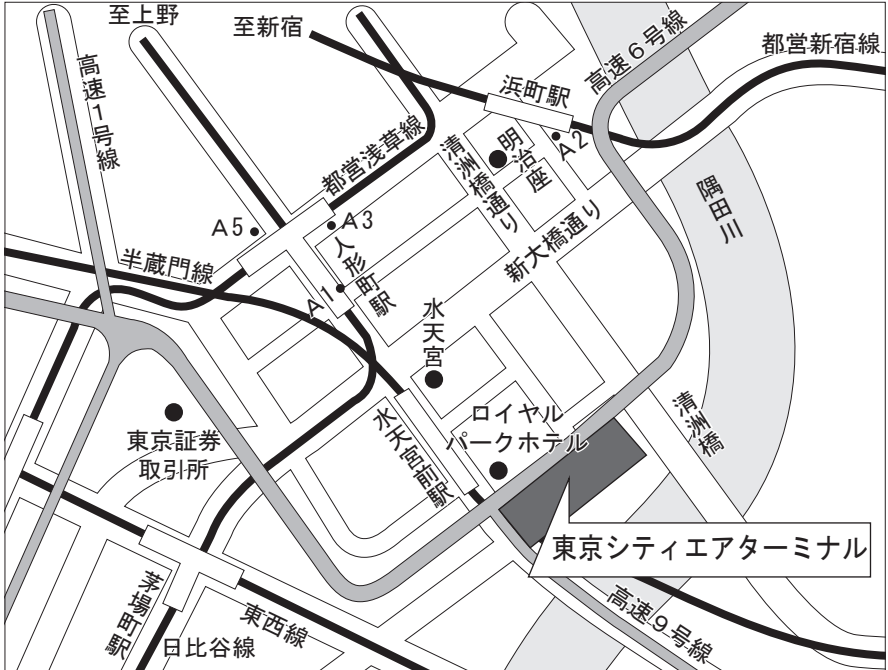 至上野
至新宿
高速6号線
都営新宿線
高速1号線
浜町駅
都営浅草線
清洲橋通り
明治座
A2
隅田川
A5
A3
人形町駅
新大橋通り
半蔵門線
A1
水天宮
東京証券
取引所
水天宮前駅
ロイヤル
パークホテル
清洲橋
東京シティエアターミナル
茅場町駅
東西線
日比谷線
高速9号線